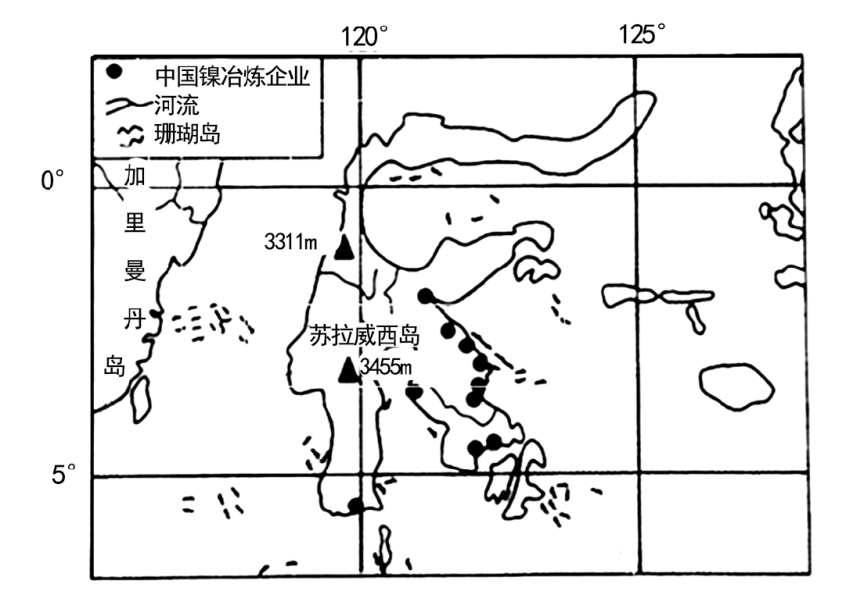 120°
125°
中国镍冶炼企业
河流
珊瑚岛
0°
加
里
曼
丹
岛
3311m
苏拉威西岛
3455m
5°